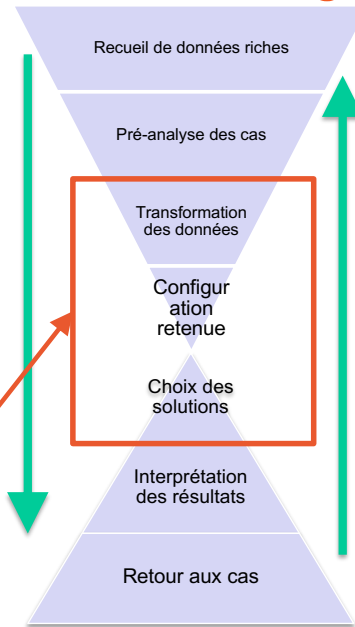 Recueil de données riches
Pré-analyse des cas
Transformation
des données
Configur
ation
retenue
Choix des
solutions
Interprétation
des résultats
Retour aux cas